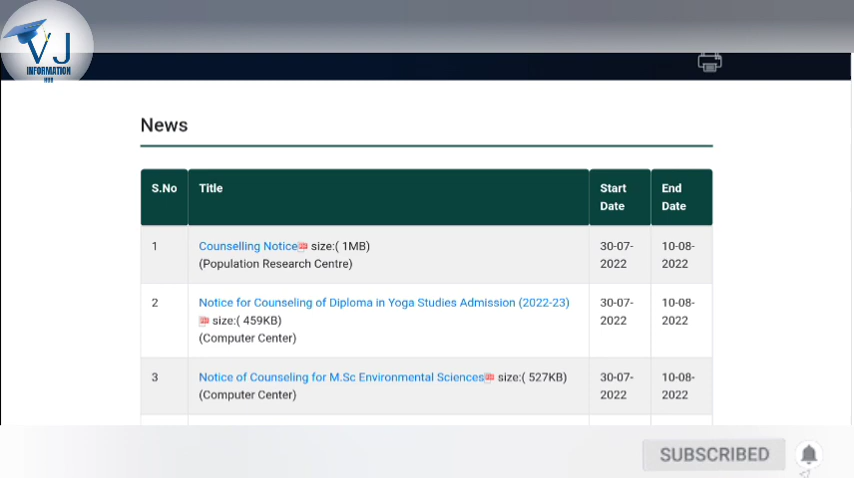 VJ
INFORMATION
HUB
News
S.No Title Start Date End Date
1 Counselling Notice size:( 1MB) 30-07- 10-08-
(Population Research Centre) 2022 2022
2 Notice for Counseling of Diploma in Yoga Studies Admission (2022-23) 30-07- 10-08-
size:( 459KB) 2022 2022
(Computer Center)
3 Notice of Counseling for M.Sc Environmental Sciences size:( 527KB) 30-07- 10-08-
(Computer Center) 2022 2022
SUBSCRIBED